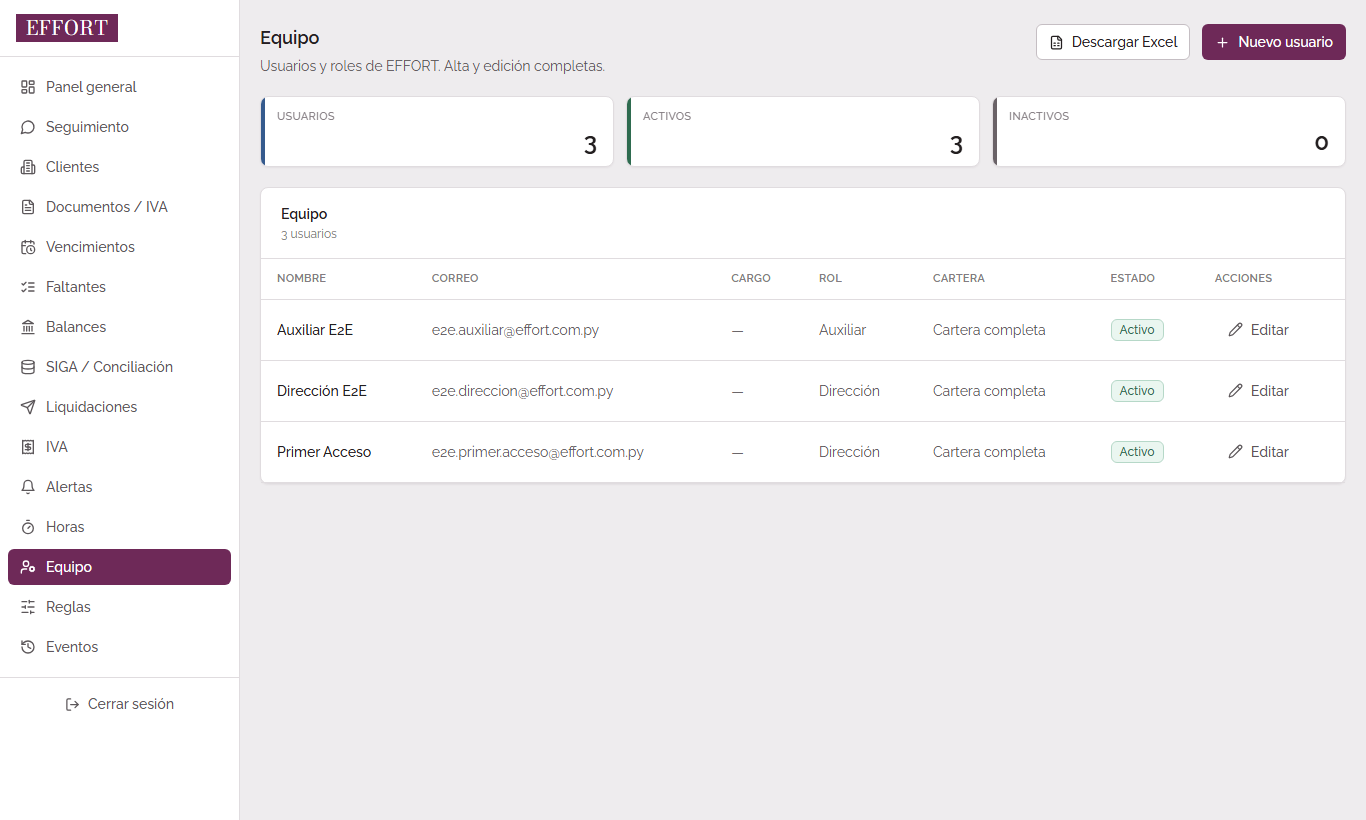 EFFORT
Panel general
Seguimiento
Clientes
Documentos / IVA
Vencimientos
Faltantes
Balances
SIGA / Conciliación
Liquidaciones
IVA
Alertas
Horas
Equipo
Reglas
Eventos
Cerrar sesión
Equipo
Usuarios y roles de EFFORT. Alta y edición completas.
Descargar Excel
+ Nuevo usuario
USUARIOS
3
ACTIVOS
3
INACTIVOS
0
Equipo
3 usuarios
NOMBRE CORREO CARGO ROL CARTERA ESTADO ACCIONES
Auxiliar E2E e2e.auxiliar@effort.com.py — Auxiliar Cartera completa Activo Editar
Dirección E2E e2e.direccion@effort.com.py — Dirección Cartera completa Activo Editar
Primer Acceso e2e.primer.acceso@effort.com.py — Dirección Cartera completa Activo Editar